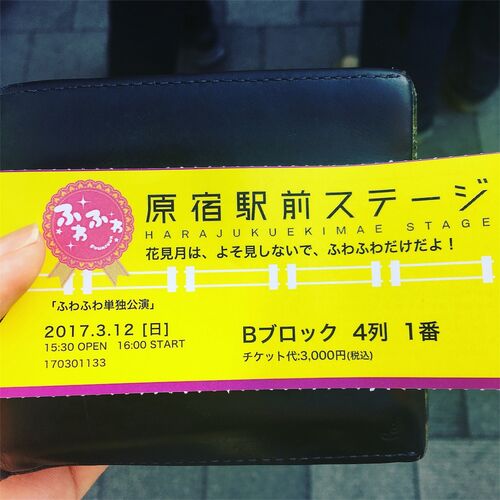 ふわふわ
原宿駅前ステージ
HARAJUKUEKIMAE STAGE
花見月は、よそ見しないで、ふわふわだけだよ!
「ふわふわ単独公演」
2017.3.12 [日]
15:30 OPEN 16:00 START
170301133
Bブロック 4列 1番
チケット代:3,000円(税込)